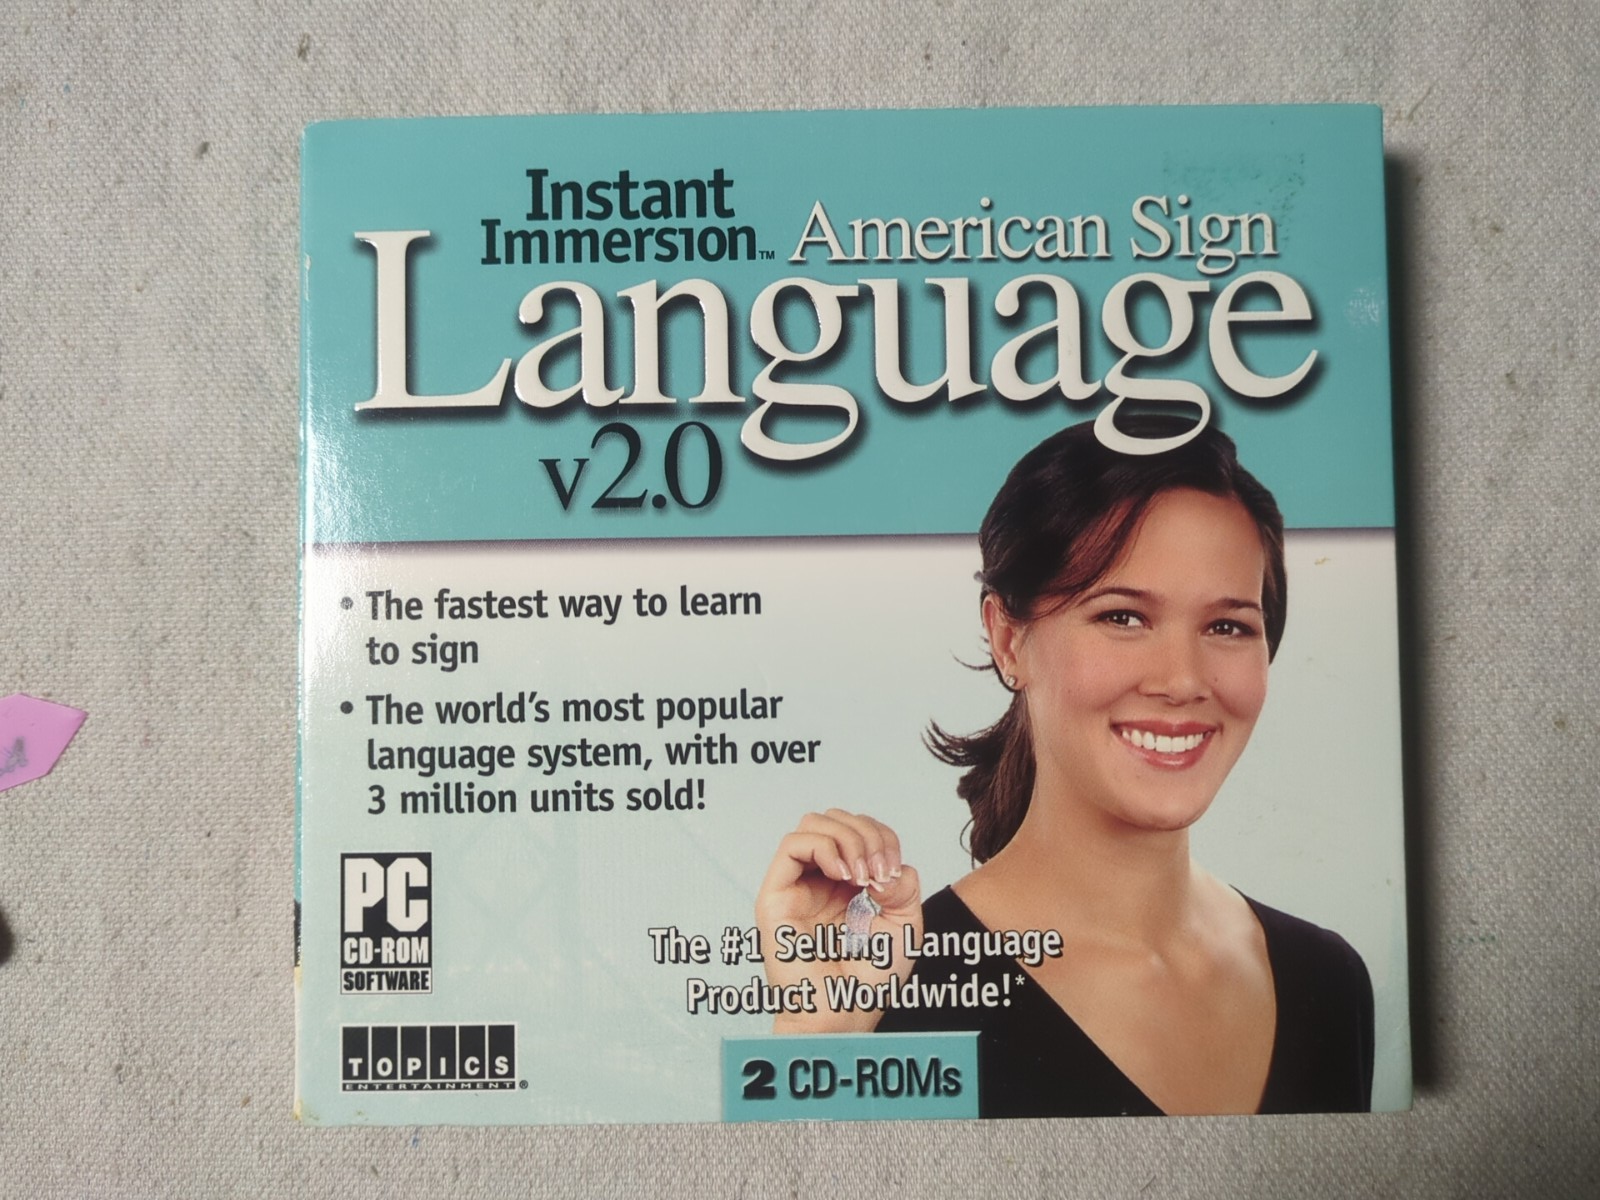 Instant
Immersion™ American Sign
Language
v2.0
• The fastest way to learn
to sign
• The world's most popular
language system, with over
3 million units sold!
PC
CD-ROM
SOFTWARE
The #1 Selling Language
Product Worldwide!*
TOPICS
ENTERTAINMENT®
2 CD-ROMs